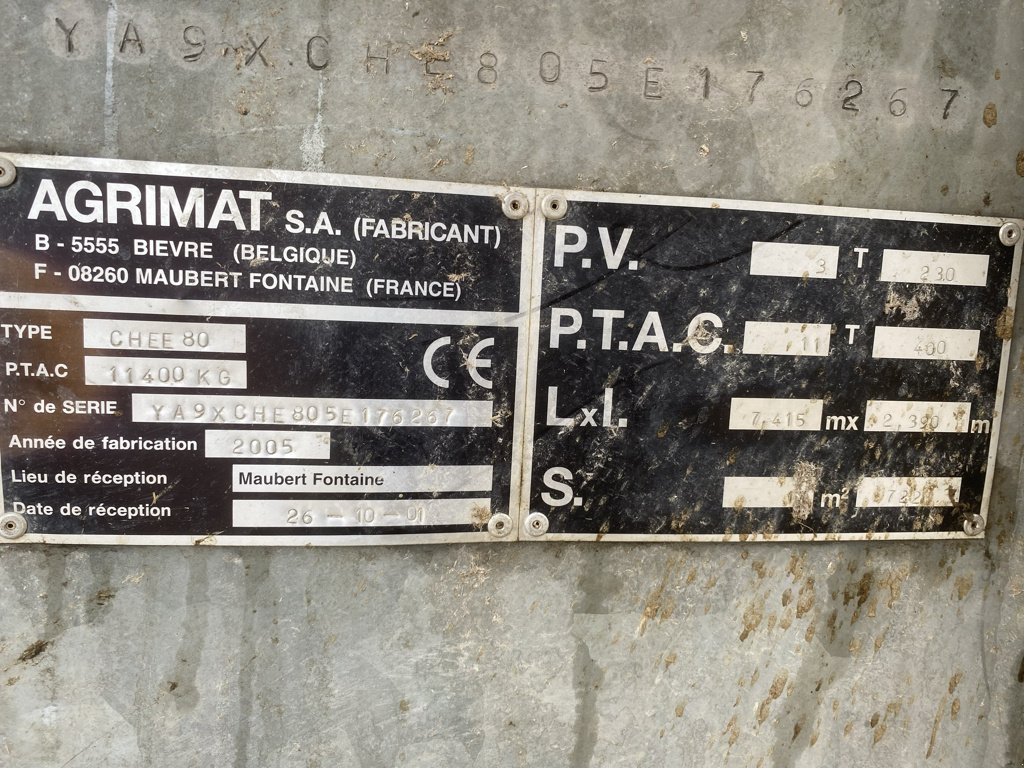 YA9XCHE805E176267
AGRIMAT S.A. (FABRICANT)
B - 5555 BIEVRE (BELGIQUE)
F - 08260 MAUBERT FONTAINE (FRANCE)
TYPE CHEE 80
P.T.A.C 11400 KG
N° de SERIE YA9XCHE805E176267
Année de fabrication 2005
Lieu de réception Maubert Fontaine
Date de réception 26-10-01
P.V. 3 T 230
P.T.A.C. 11 T 400
Lxl. 7,415 mx 2,390 m
S. m²